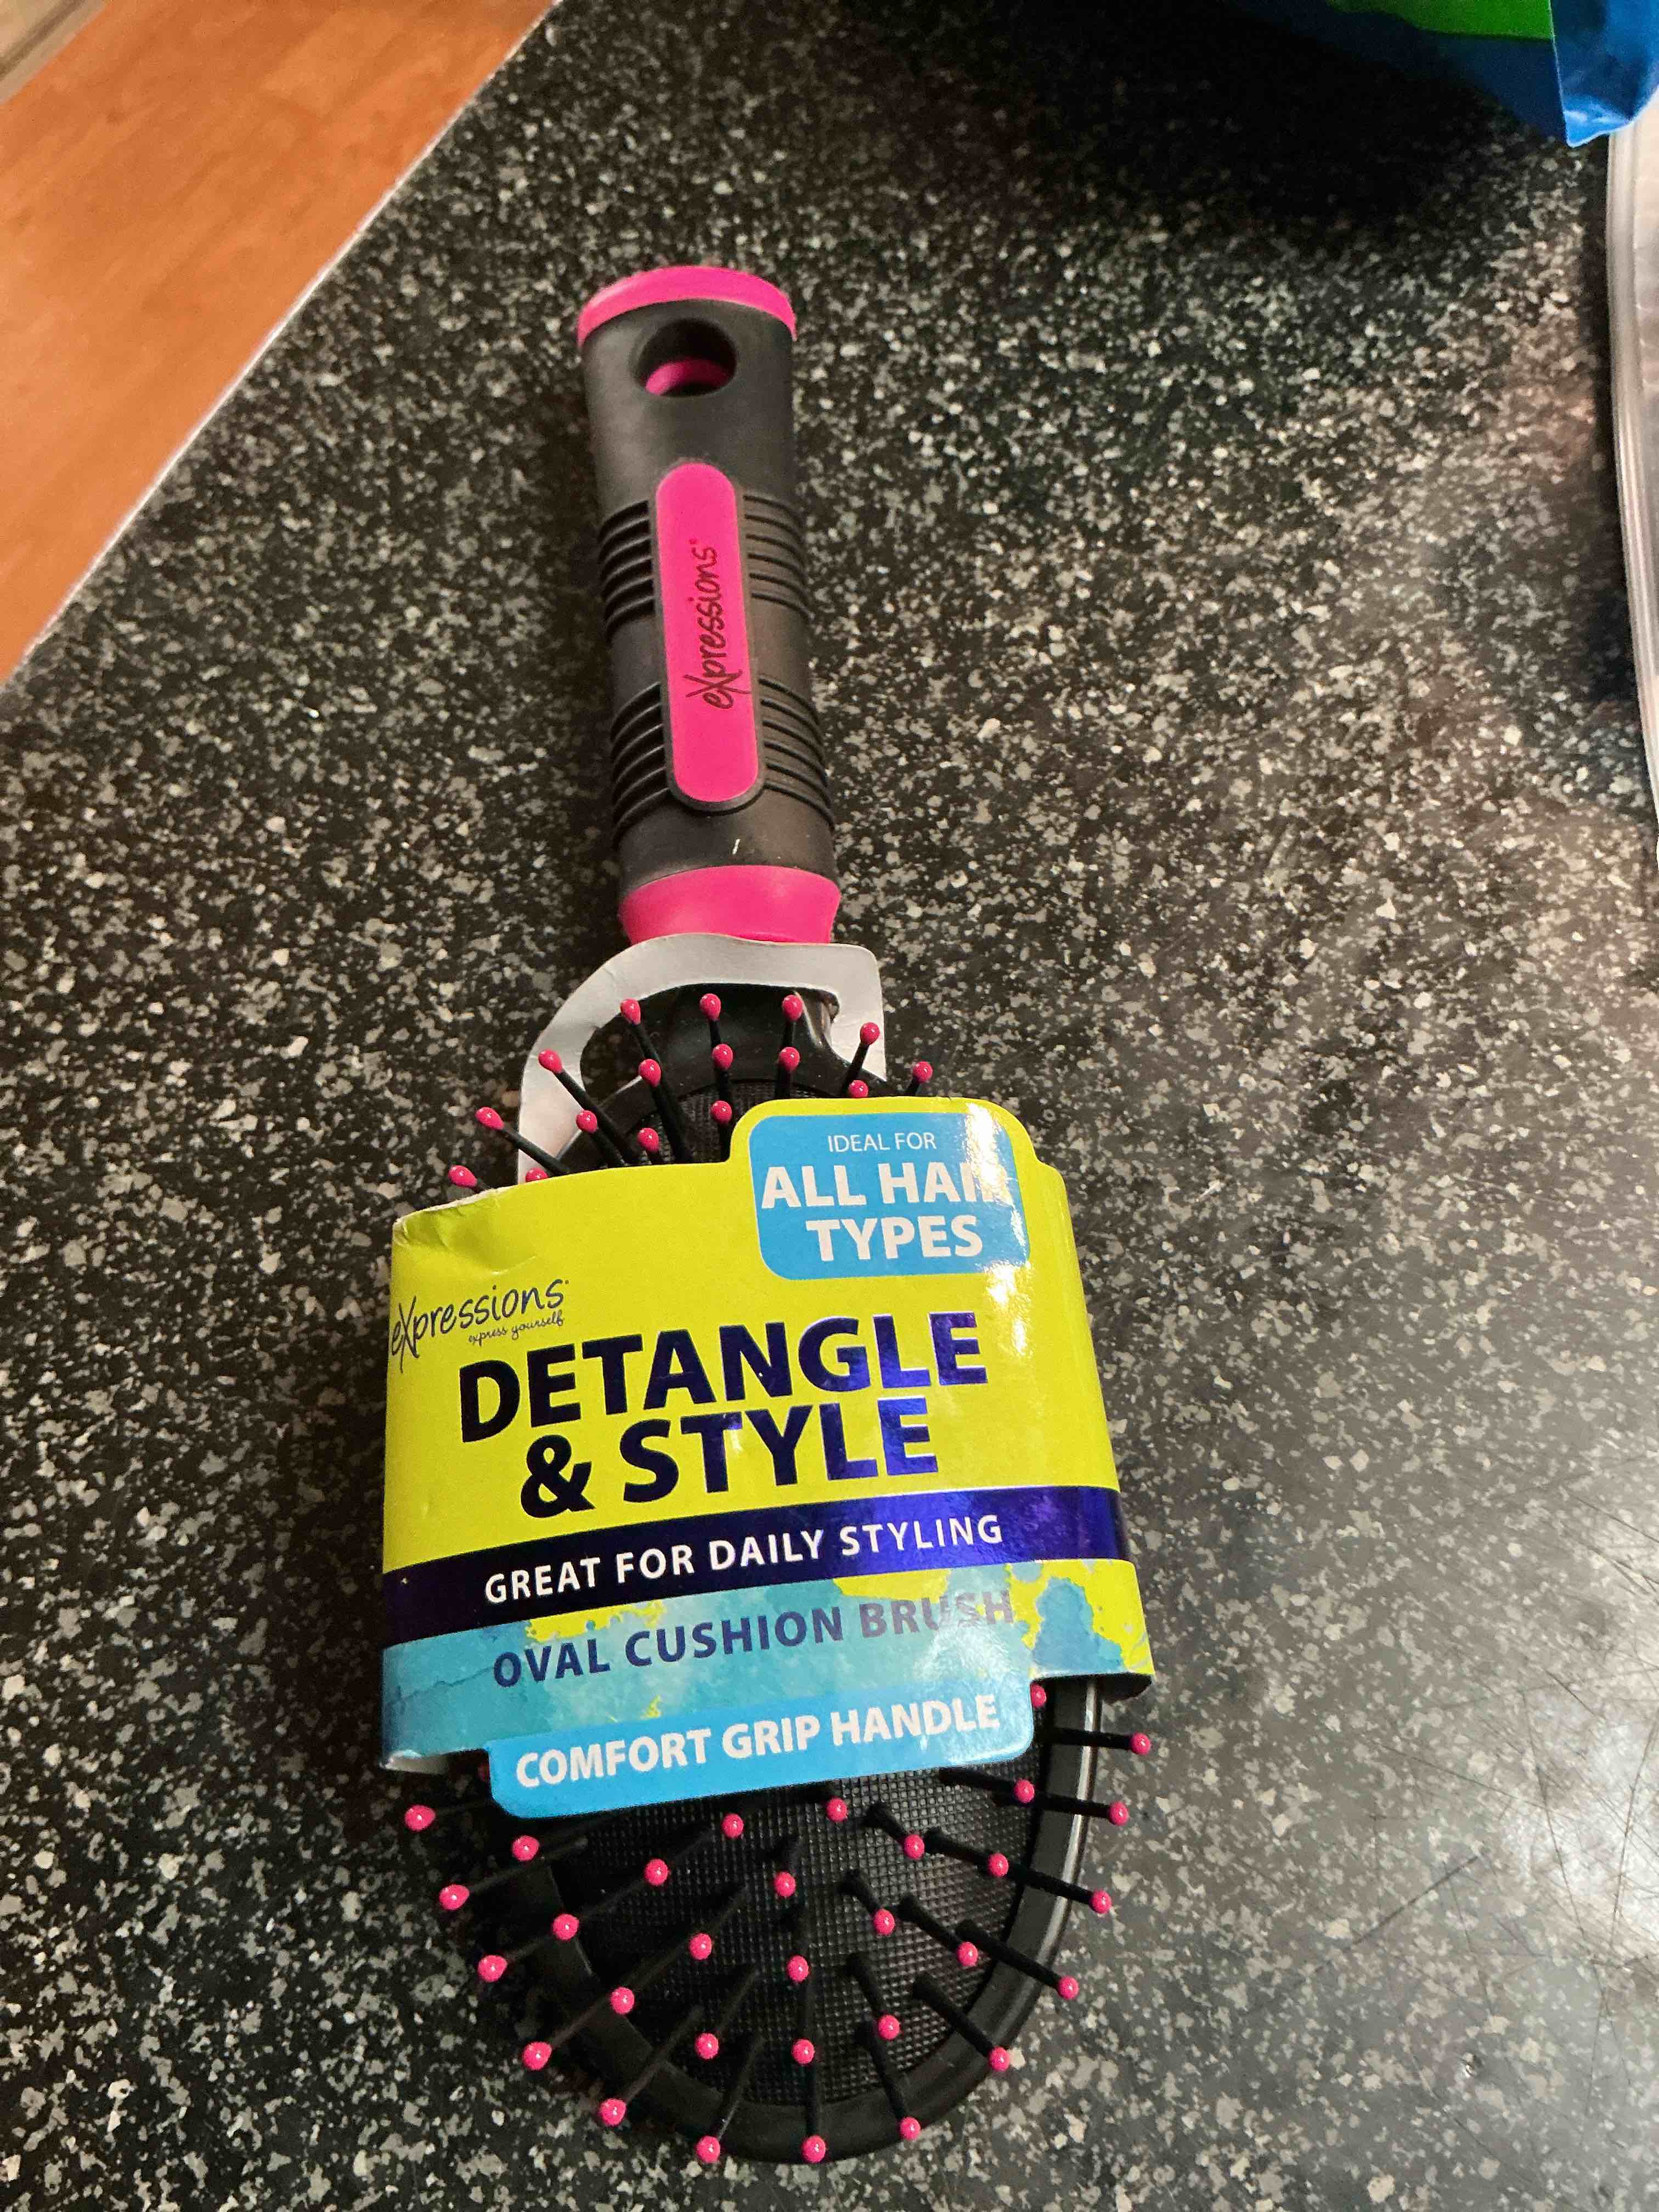 eXpressions
IDEAL FOR
ALL HAIR
TYPES
eXpressions
express yourself
DETANGLE
& STYLE
GREAT FOR DAILY STYLING
OVAL CUSHION BRUSH
COMFORT GRIP HANDLE